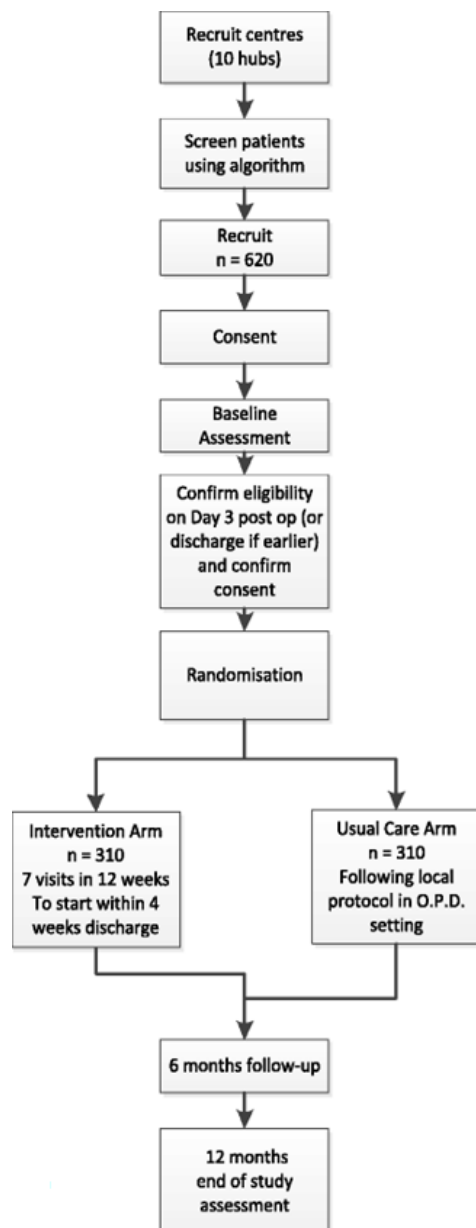 Recruit centres
(10 hubs)
Screen patients
using algorithm
Recruit
n = 620
Consent
Baseline
Assessment
Confirm eligibility
on Day 3 post op (or
discharge if earlier)
and confirm
consent
Randomisation
Intervention Arm
n = 310
7 visits in 12 weeks
To start within 4
weeks discharge
Usual Care Arm
n = 310
Following local
protocol in O.P.D.
setting
6 months follow-up
12 months
end of study
assessment